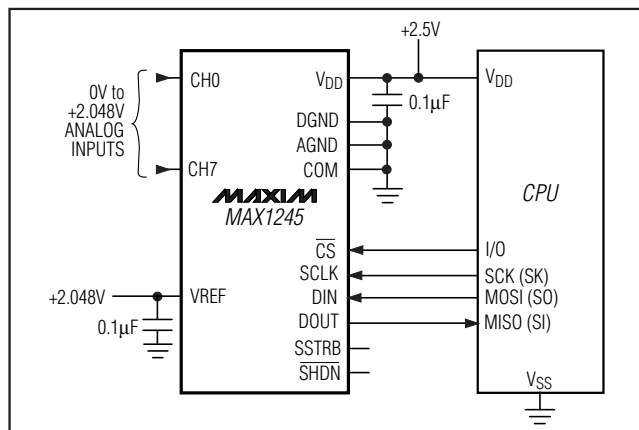 +2.5V
0V to
+2.048V
ANALOG
INPUTS
CH0
CH7
VDD
0.1μF
DGND
AGND
COM
VDD
CPU
MAXIM
MAX1245
CS
SCLK
DIN
DOUT
SSTRB
SHDN
I/O
SCK (SK)
MOSI (SO)
MISO (SI)
+2.048V
VREF
0.1μF
VSS